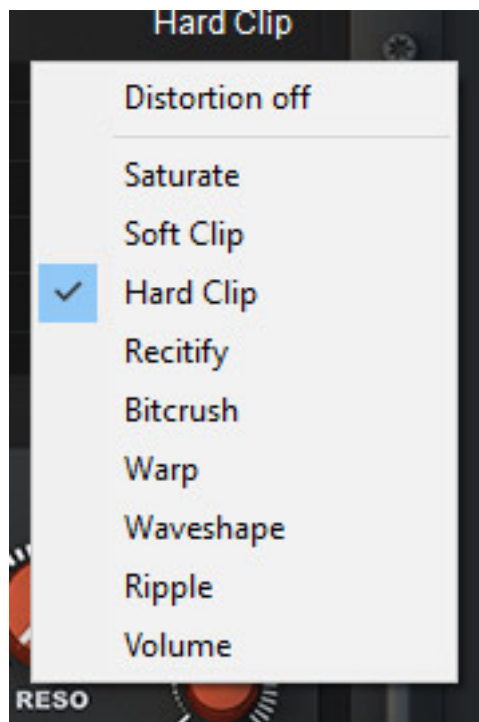 Hard Clip
Distortion off
Saturate
Soft Clip
Hard Clip
Recitify
Bitcrush
Warp
Waveshape
Ripple
Volume
RESO